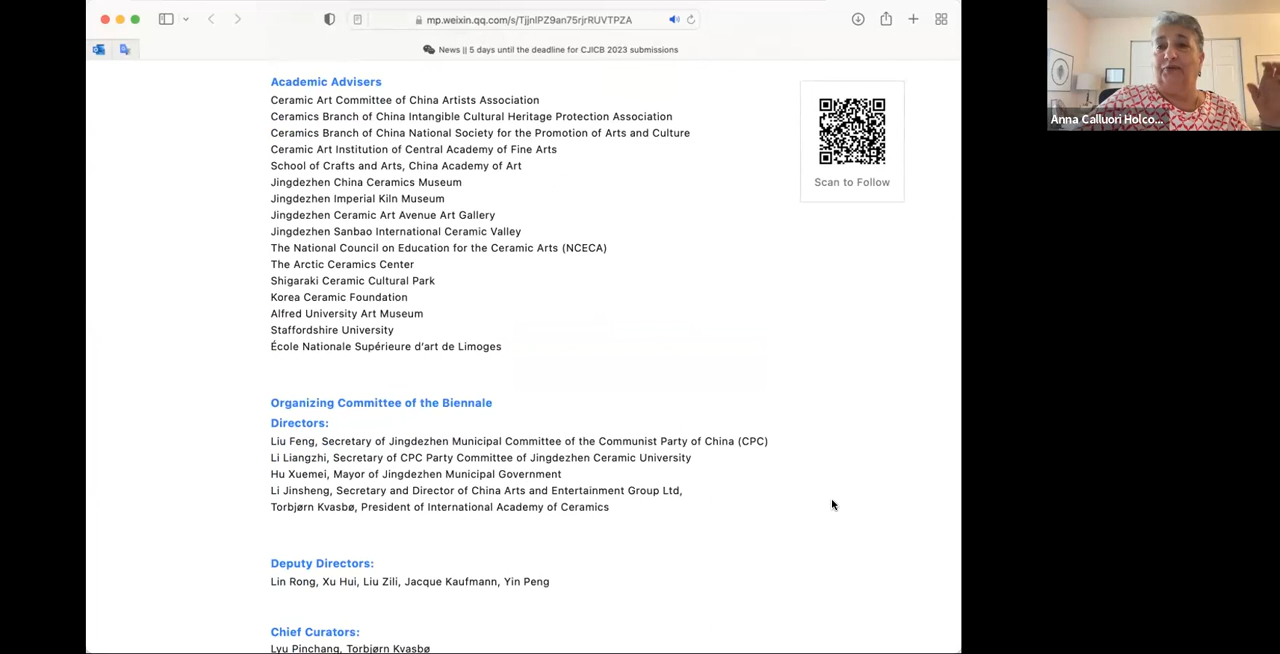 mp.weixin.qq.com/s/TjjnlPZ9an75rjrRUVTPZA
News || 5 days until the deadline for CJICB 2023 submissions
Anna Calluori Holco...
Academic Advisers
Ceramic Art Committee of China Artists Association
Ceramics Branch of China Intangible Cultural Heritage Protection Association
Ceramics Branch of China National Society for the Promotion of Arts and Culture
Ceramic Art Institution of Central Academy of Fine Arts
School of Crafts and Arts, China Academy of Art
Jingdezhen China Ceramics Museum
Jingdezhen Imperial Kiln Museum
Jingdezhen Ceramic Art Avenue Art Gallery
Jingdezhen Sanbao International Ceramic Valley
The National Council on Education for the Ceramic Arts (NCECA)
The Arctic Ceramics Center
Shigaraki Ceramic Cultural Park
Korea Ceramic Foundation
Alfred University Art Museum
Staffordshire University
École Nationale Supérieure d'art de Limoges
Scan to Follow
Organizing Committee of the Biennale
Directors:
Liu Feng, Secretary of Jingdezhen Municipal Committee of the Communist Party of China (CPC)
Li Liangzhi, Secretary of CPC Party Committee of Jingdezhen Ceramic University
Hu Xuemei, Mayor of Jingdezhen Municipal Government
Li Jinsheng, Secretary and Director of China Arts and Entertainment Group Ltd,
Torbjørn Kvasbø, President of International Academy of Ceramics
Deputy Directors:
Lin Rong, Xu Hui, Liu Zili, Jacque Kaufmann, Yin Peng
Chief Curators:
Lyu Pinchang, Torbjørn Kvasbø